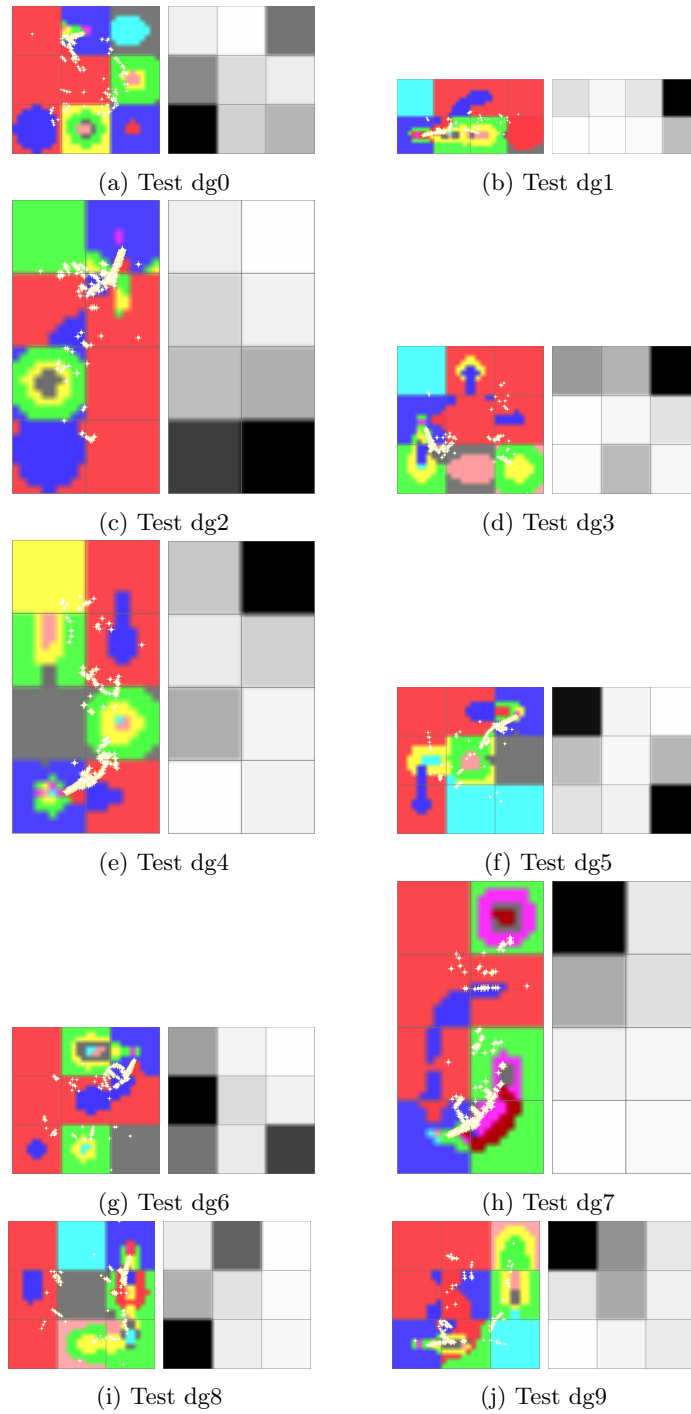 (a) Test dg0
(b) Test dg1
(c) Test dg2
(d) Test dg3
(e) Test dg4
(f) Test dg5
(g) Test dg6
(h) Test dg7
(i) Test dg8
(j) Test dg9